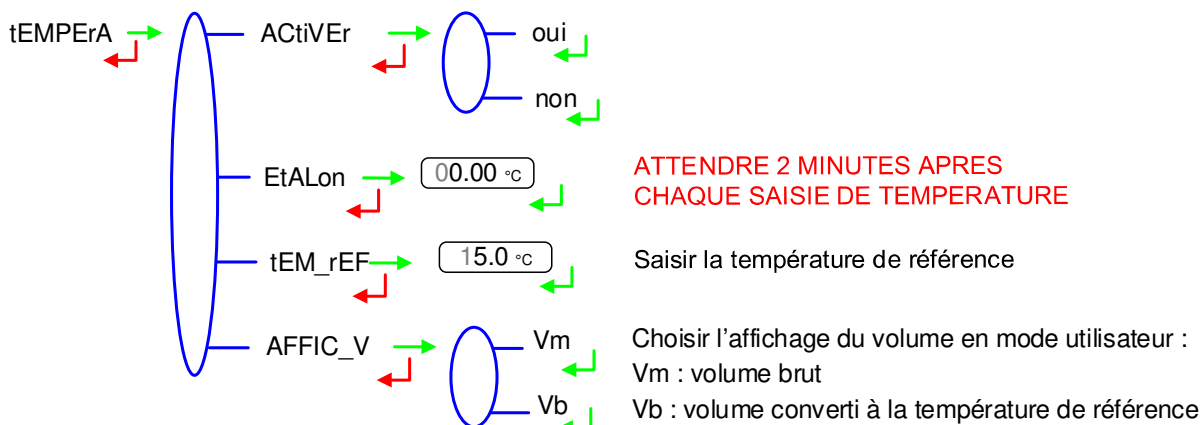 tEMPErA
ACtiVEr
oui
non
EtALon
00.00 °C
ATTENDRE 2 MINUTES APRES
CHAQUE SAISIE DE TEMPERATURE
tEM_rEF
15.0 °C
Saisir la température de référence
AFFIC_V
Vm
Vb
Choisir l'affichage du volume en mode utilisateur :
Vm : volume brut
Vb : volume converti à la température de référence